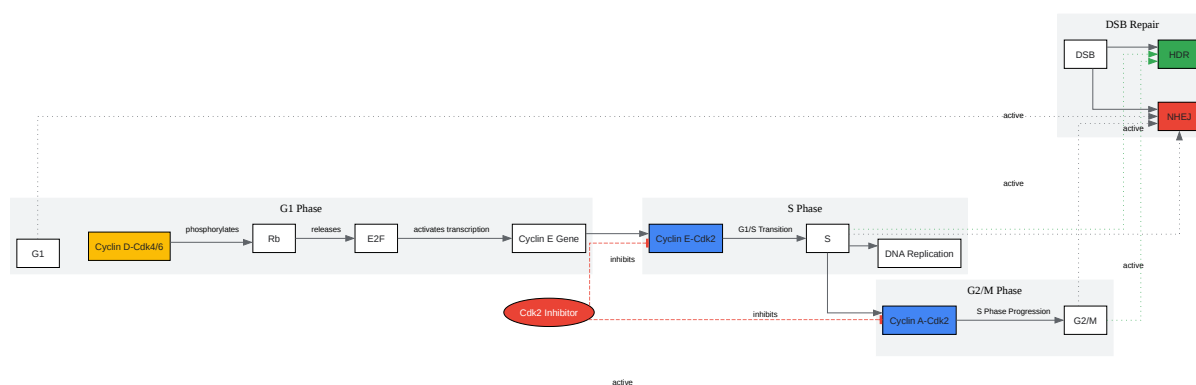 DSB Repair
DSB
HDR
active
NHEJ
active
active
G1 Phase
S Phase
G1
Cyclin D-Cdk4/6
phosphorylates
Rb
releases
E2F
activates transcription
Cyclin E Gene
Cyclin E-Cdk2
G1/S Transition
S
DNA Replication
inhibits
active
G2/M Phase
Cdk2 Inhibitor
inhibits
Cyclin A-Cdk2
S Phase Progression
G2/M
active